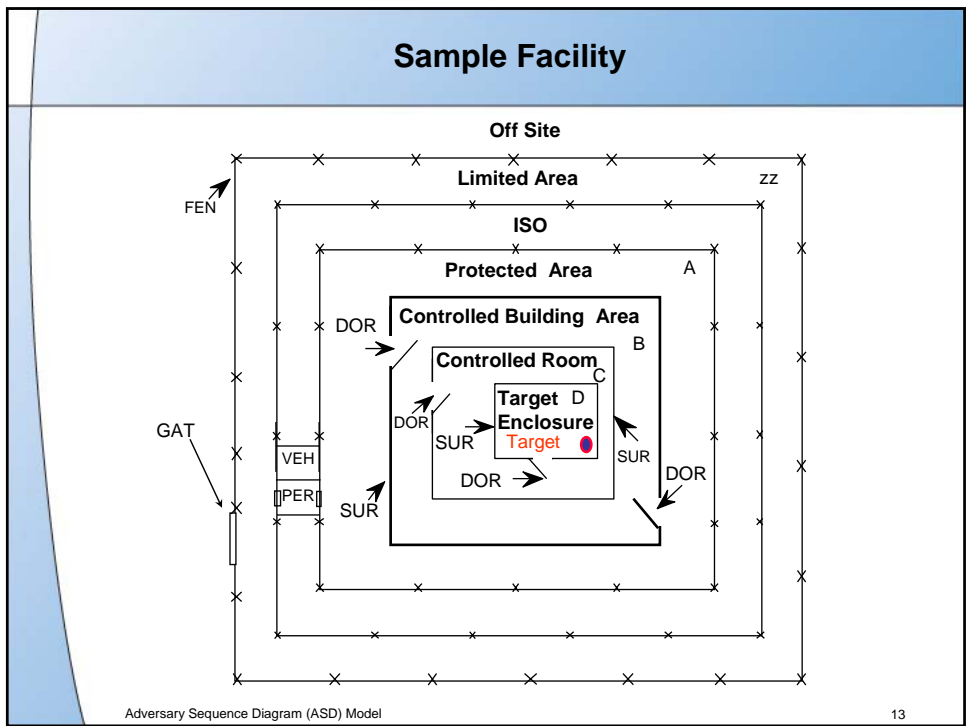 Sample Facility
Off Site
Limited Area
zz
FEN
ISO
Protected Area
A
Controlled Building Area
DOR
B
Controlled Room
C
Target D
Enclosure
DOR
Target
SUR
GAT
VEH
SUR
DOR
DOR
PER
SUR
Adversary Sequence Diagram (ASD) Model
13